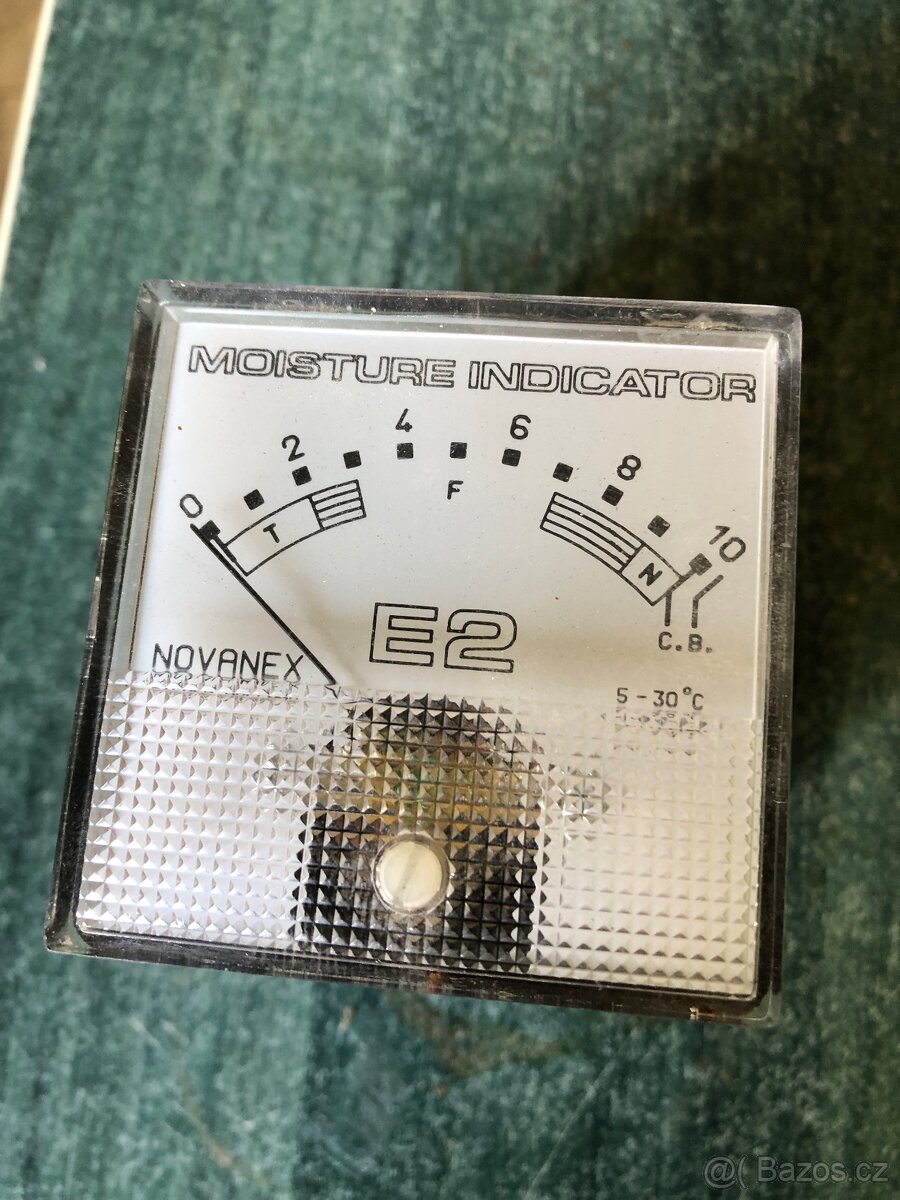 MOISTURE INDICATOR
0 2 4 6 8 10
T F N
C.B.
E2
NOVANEX
5-30°C
@( Bazos.cz